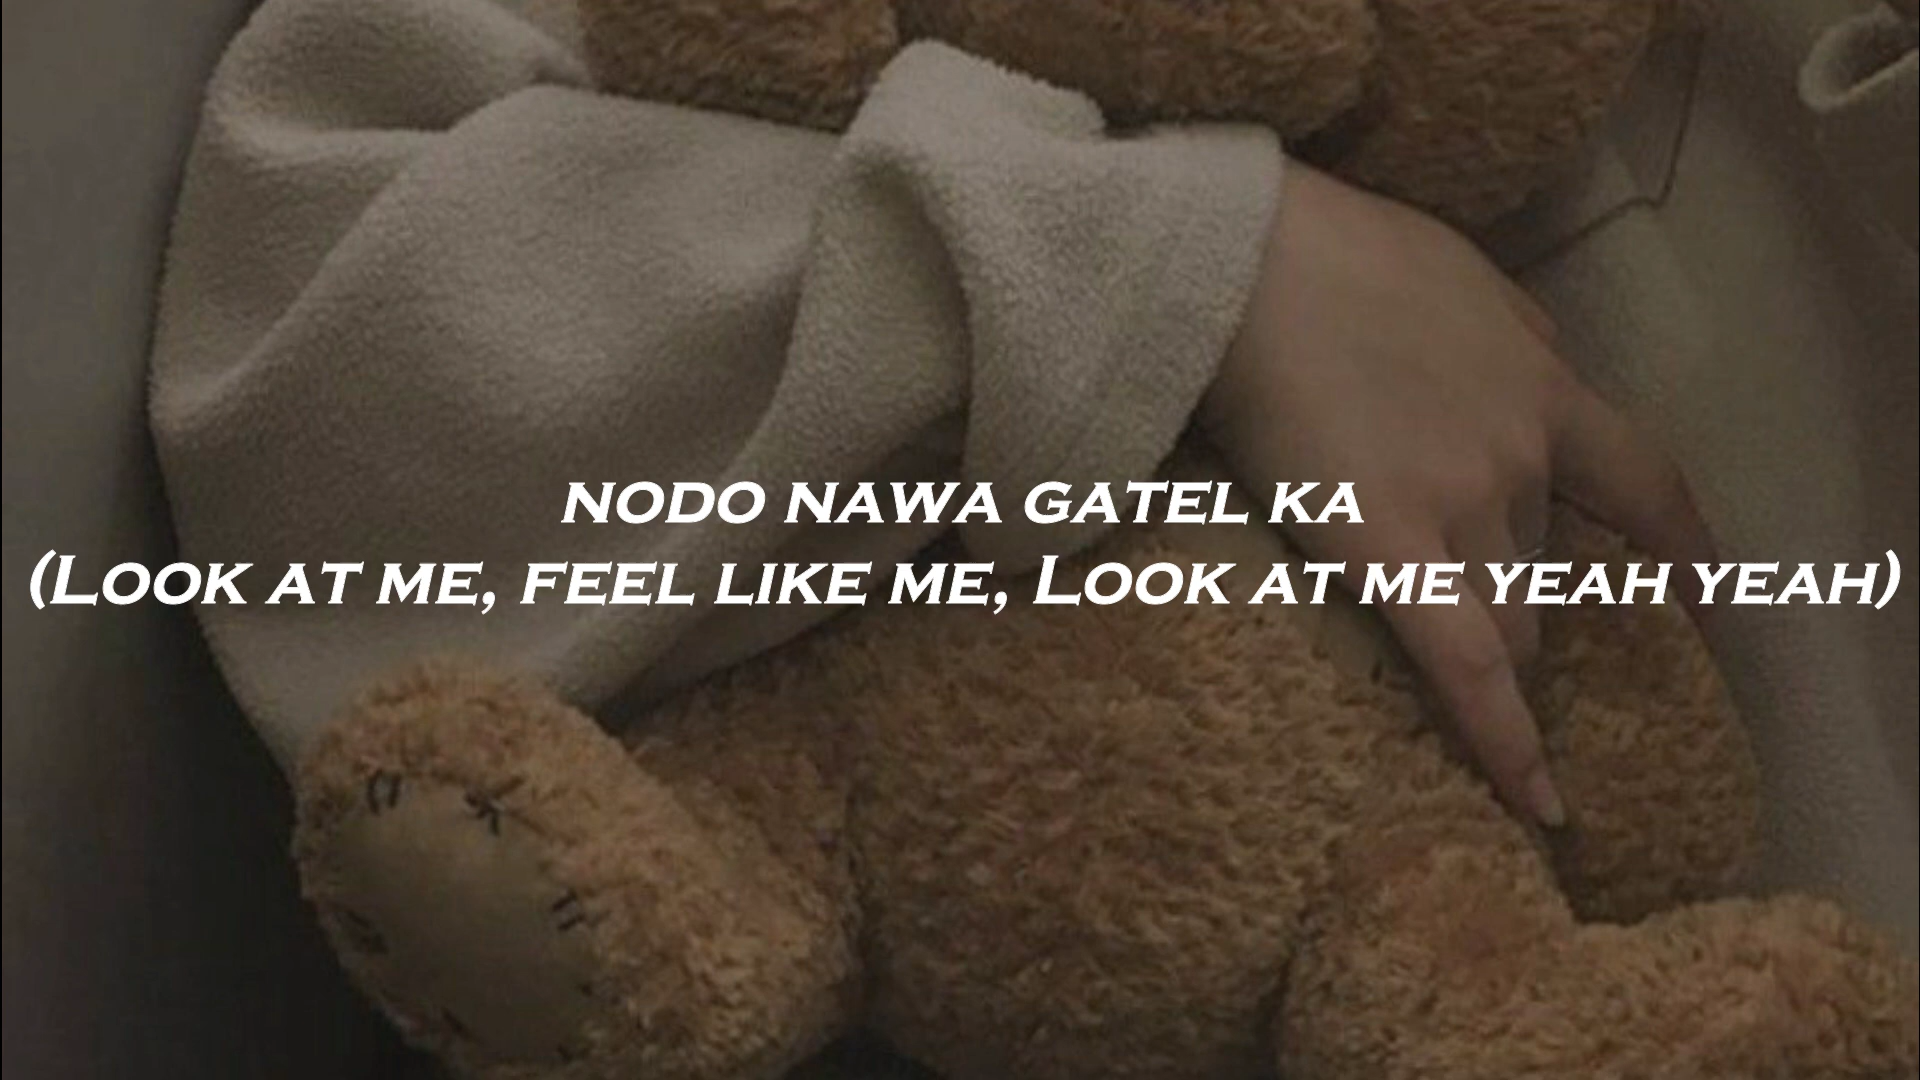 NODO NAWA GATEL KA
(LOOK AT ME, FEEL LIKE ME, LOOK AT ME YEAH YEAH)